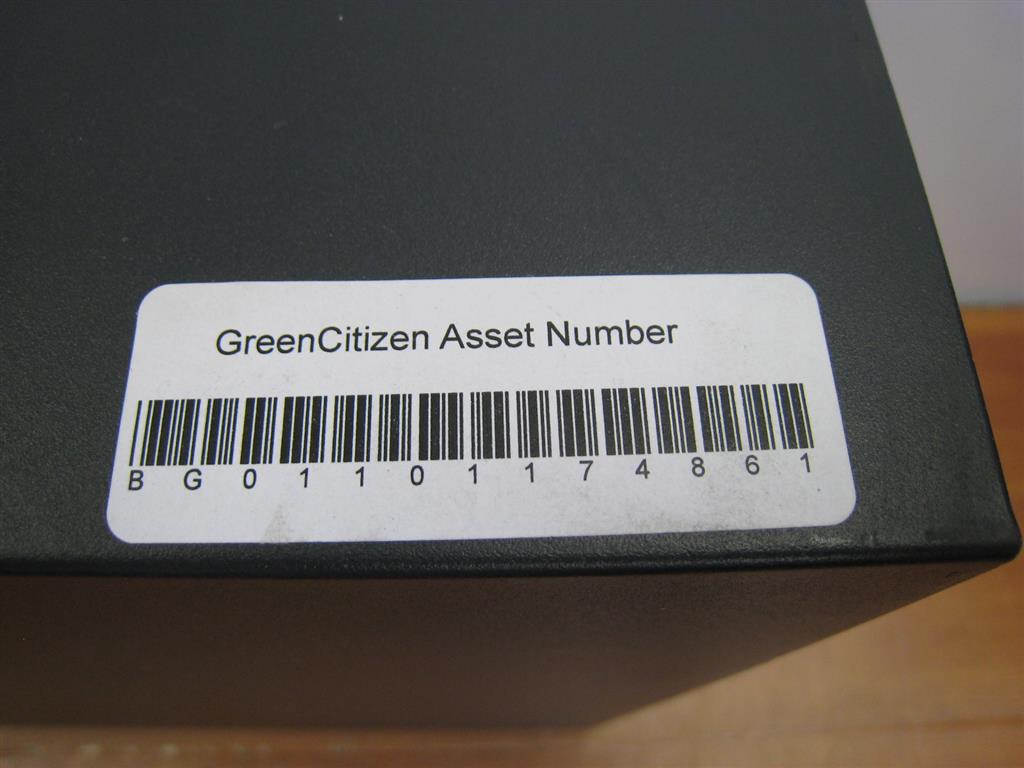 GreenCitizen Asset Number
B G 0 1 1 0 1 1 7 4 8 6 1